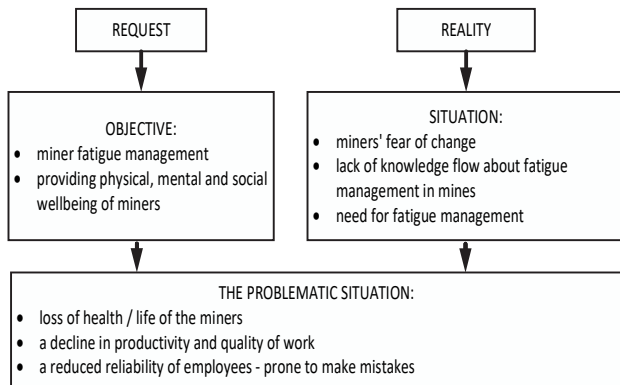 REQUEST
REALITY
OBJECTIVE:
• miner fatigue management
• providing physical, mental and social
wellbeing of miners
SITUATION:
• miners' fear of change
• lack of knowledge flow about fatigue
management in mines
• need for fatigue management
THE PROBLEMATIC SITUATION:
• loss of health / life of the miners
• a decline in productivity and quality of work
• a reduced reliability of employees - prone to make mistakes